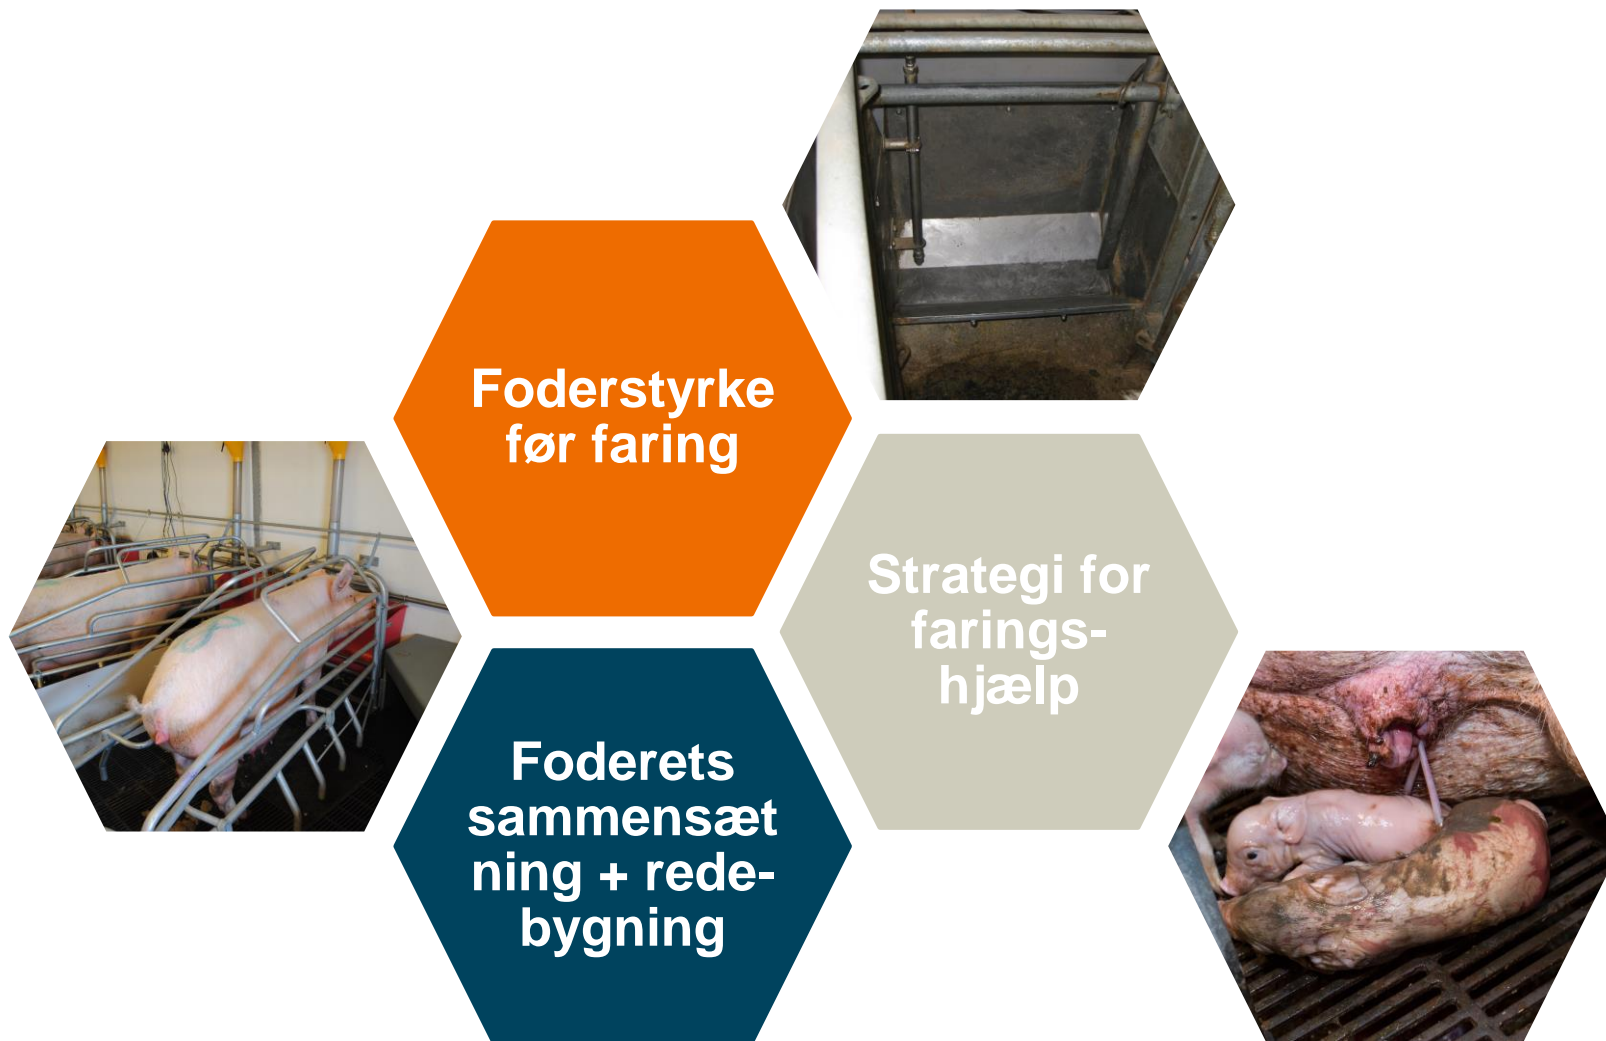 Foderstyrke
før faring
Strategi for
farings-
hjælp
Foderets
sammensæt
ning + rede-
bygning